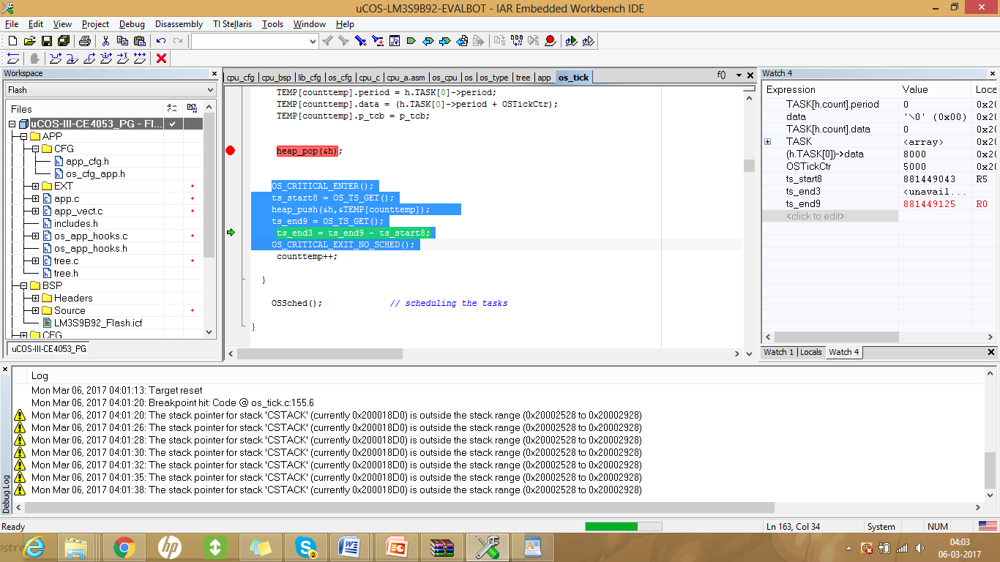 uCOS-LM3S9B92-EVALBOT - IAR Embedded Workbench IDE
File Edit View Project Debug Disassembly TI Stellaris Tools Window Help
Workspace
Flash
Files
uCOS-III-CE4053_PG - Fl...
APP
CFG
app_cfg.h
os_cfg_app.h
EXT
app.c
app_vect.c
includes.h
os_app_hooks.c
os_app_hooks.h
tree.c
tree.h
BSP
Headers
Source
LM3S9B92_Flash.icf
CFG
uCOS-III-CE4053_PG
cpu_cfg cpu_bsp lib_cfg os_cfg cpu_c cpu_a.asm os_cpu os os_type tree app os_tick f()
TEMP[counttemp].period = h.TASK[0]->period;
TEMP[counttemp].data = (h.TASK[0]->period + OSTickCtr);
TEMP[counttemp].p_tcb = p_tcb;
heap_pop(&h);
OS_CRITICAL_ENTER();
ts_start8 = OS_TS_GET();
heap_push(&h,&TEMP[counttemp]);
ts_end9 = OS_TS_GET();
ts_end3 = ts_end9 - ts_start8;
OS_CRITICAL_EXIT_NO_SCHED();
counttemp++;
}
OSSched(); // scheduling the tasks
}
Watch 4
Expression Value Loca
TASK[h.count].period 0 0x20
data '\0' (0x00) 0x20
TASK[h.count].data 0 0x20
TASK <array> 0x20
(h.TASK[0])->data 8000 0x20
OSTickCtr 5000 0x20
ts_start8 881449043 R5
ts_end3 <unavail...
ts_end9 881449125 R0
<click to edit>
Watch 1 Locals Watch 4
Debug Log
Log
Mon Mar 06, 2017 04:01:13: Target reset
Mon Mar 06, 2017 04:01:20: Breakpoint hit: Code @ os_tick.c:155.6
Mon Mar 06, 2017 04:01:20: The stack pointer for stack 'CSTACK' (currently 0x200018D0) is outside the stack range (0x20002528 to 0x20002928)
Mon Mar 06, 2017 04:01:26: The stack pointer for stack 'CSTACK' (currently 0x200018D0) is outside the stack range (0x20002528 to 0x20002928)
Mon Mar 06, 2017 04:01:28: The stack pointer for stack 'CSTACK' (currently 0x200018D0) is outside the stack range (0x20002528 to 0x20002928)
Mon Mar 06, 2017 04:01:30: The stack pointer for stack 'CSTACK' (currently 0x200018D0) is outside the stack range (0x20002528 to 0x20002928)
Mon Mar 06, 2017 04:01:32: The stack pointer for stack 'CSTACK' (currently 0x200018D0) is outside the stack range (0x20002528 to 0x20002928)
Mon Mar 06, 2017 04:01:35: The stack pointer for stack 'CSTACK' (currently 0x200018D0) is outside the stack range (0x20002528 to 0x20002928)
Mon Mar 06, 2017 04:01:38: The stack pointer for stack 'CSTACK' (currently 0x200018D0) is outside the stack range (0x20002528 to 0x20002928)
Ready Ln 163, Col 34 System NUM
hp
2
04:03
06-03-2017